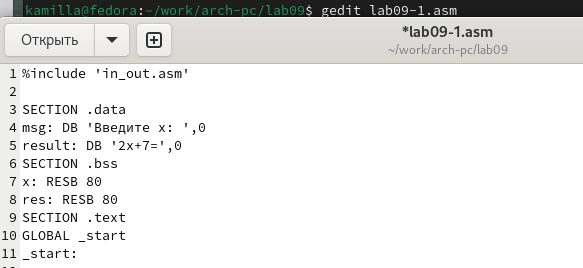 kamilla@fedora:~/work/arch-pc/lab09$ gedit lab09-1.asm
Открыть
*lab09-1.asm
~/work/arch-pc/lab09
1 %include 'in_out.asm'
2
3 SECTION .data
4 msg: DB 'Введите x: ',0
5 result: DB '2x+7=',0
6 SECTION .bss
7 x: RESB 80
8 res: RESB 80
9 SECTION .text
10 GLOBAL _start
11 _start: